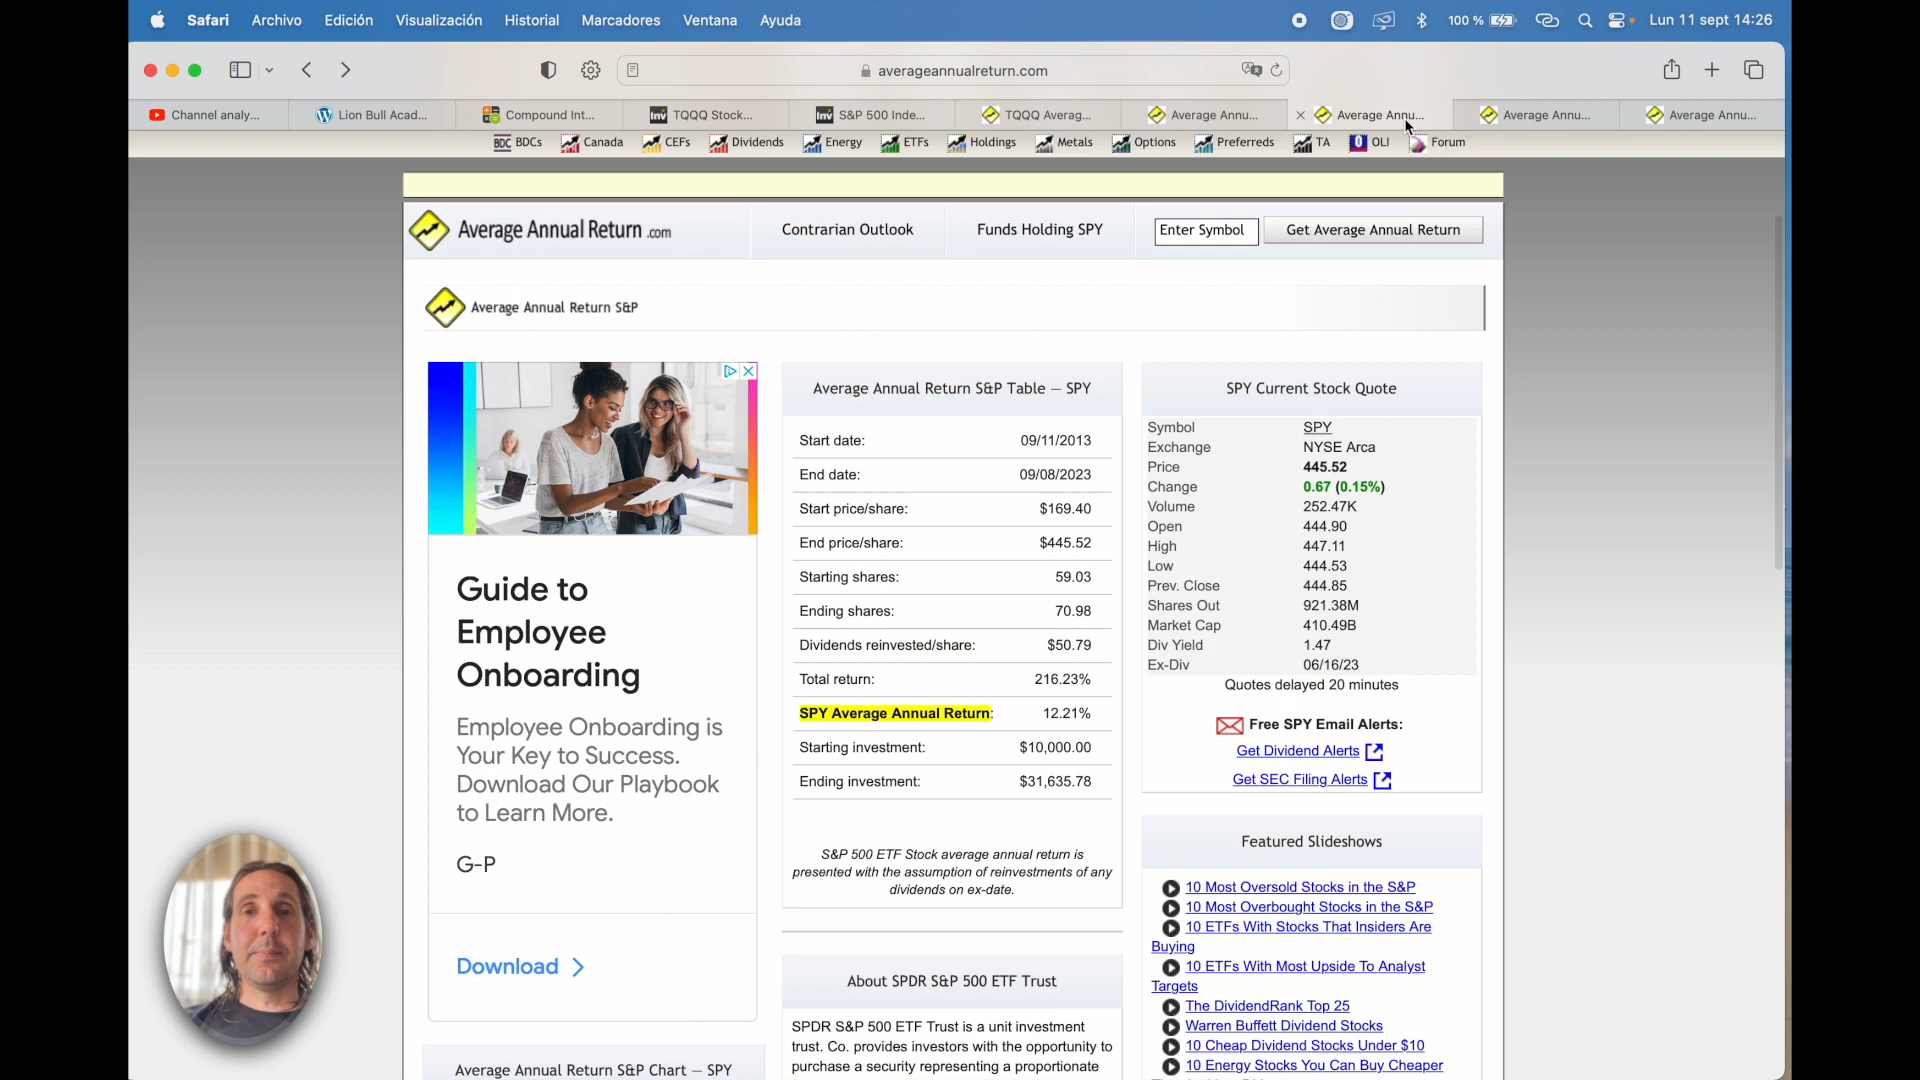 Safari Archivo Edición Visualización Historial Marcadores Ventana Ayuda 100 % Lun 11 sept 14:26
averageannualreturn.com
Channel analy... Lion Bull Acad... Compound Int... TQQQ Stock... S&P 500 Inde... TQQQ Averag... Average Annu... Average Annu... Average Annu... Average Annu...
BDC BDCs Canada CEFs Dividends Energy ETFs Holdings Metals Options Preferreds TA OLI Forum
Average Annual Return .com Contrarian Outlook Funds Holding SPY Enter Symbol Get Average Annual Return
Average Annual Return S&P
Guide to
Employee
Onboarding
Employee Onboarding is
Your Key to Success.
Download Our Playbook
to Learn More.
G-P
Download
Average Annual Return S&P Chart – SPY
Average Annual Return S&P Table – SPY
Start date: 09/11/2013
End date: 09/08/2023
Start price/share: $169.40
End price/share: $445.52
Starting shares: 59.03
Ending shares: 70.98
Dividends reinvested/share: $50.79
Total return: 216.23%
SPY Average Annual Return: 12.21%
Starting investment: $10,000.00
Ending investment: $31,635.78
S&P 500 ETF Stock average annual return is
presented with the assumption of reinvestments of any
dividends on ex-date.
About SPDR S&P 500 ETF Trust
SPDR S&P 500 ETF Trust is a unit investment
trust. Co. provides investors with the opportunity to
purchase a security representing a proportionate
SPY Current Stock Quote
Symbol SPY
Exchange NYSE Arca
Price 445.52
Change 0.67 (0.15%)
Volume 252.47K
Open 444.90
High 447.11
Low 444.53
Prev. Close 444.85
Shares Out 921.38M
Market Cap 410.49B
Div Yield 1.47
Ex-Div 06/16/23
Quotes delayed 20 minutes
Free SPY Email Alerts:
Get Dividend Alerts
Get SEC Filing Alerts
Featured Slideshows
10 Most Oversold Stocks in the S&P
10 Most Overbought Stocks in the S&P
10 ETFs With Stocks That Insiders Are
Buying
10 ETFs With Most Upside To Analyst
Targets
The DividendRank Top 25
Warren Buffett Dividend Stocks
10 Cheap Dividend Stocks Under $10
10 Energy Stocks You Can Buy Cheaper